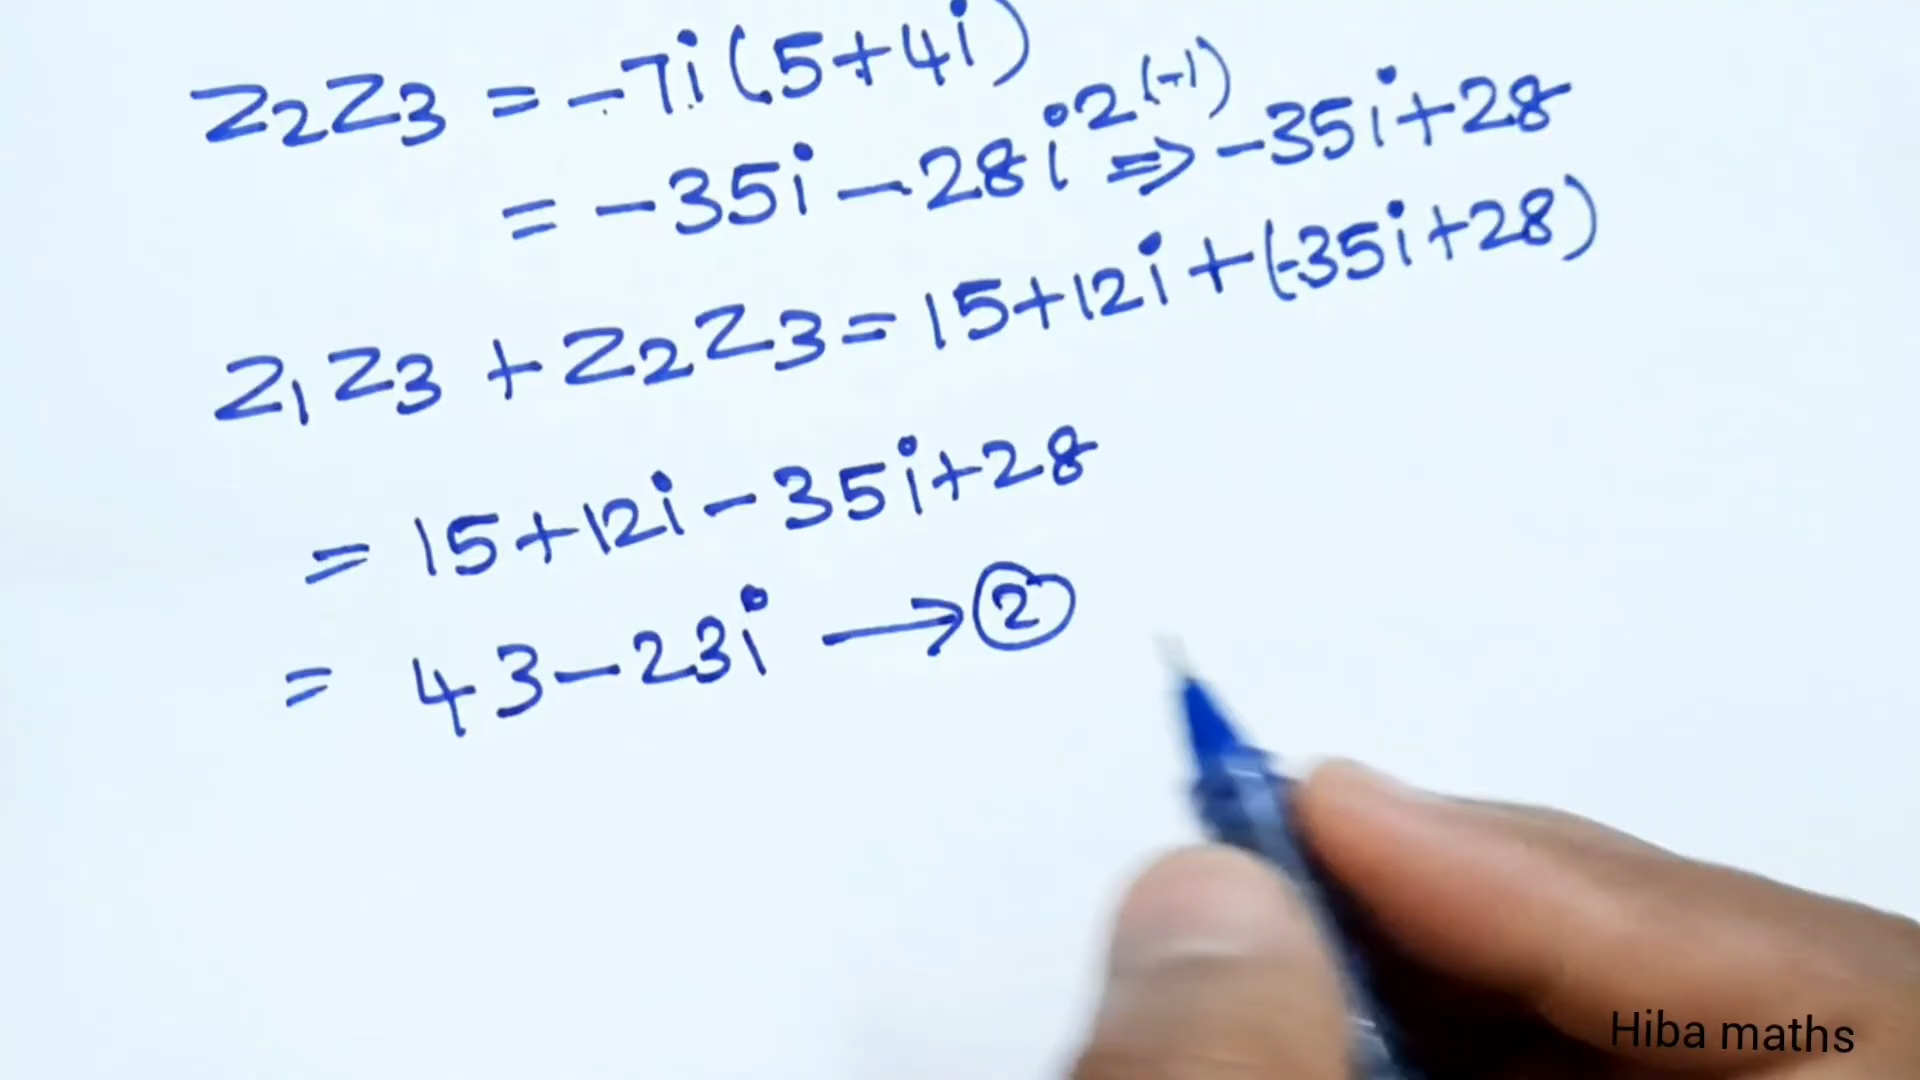 Z₂Z₃ = -7i(5+4i)
= -35i - 28i²⁽⁻¹⁾ ⇒ -35i+28
Z₁Z₃ + Z₂Z₃ = 15+12i+(-35i+28)
= 15+12i-35i+28
= 43-23i → ②
Hiba maths